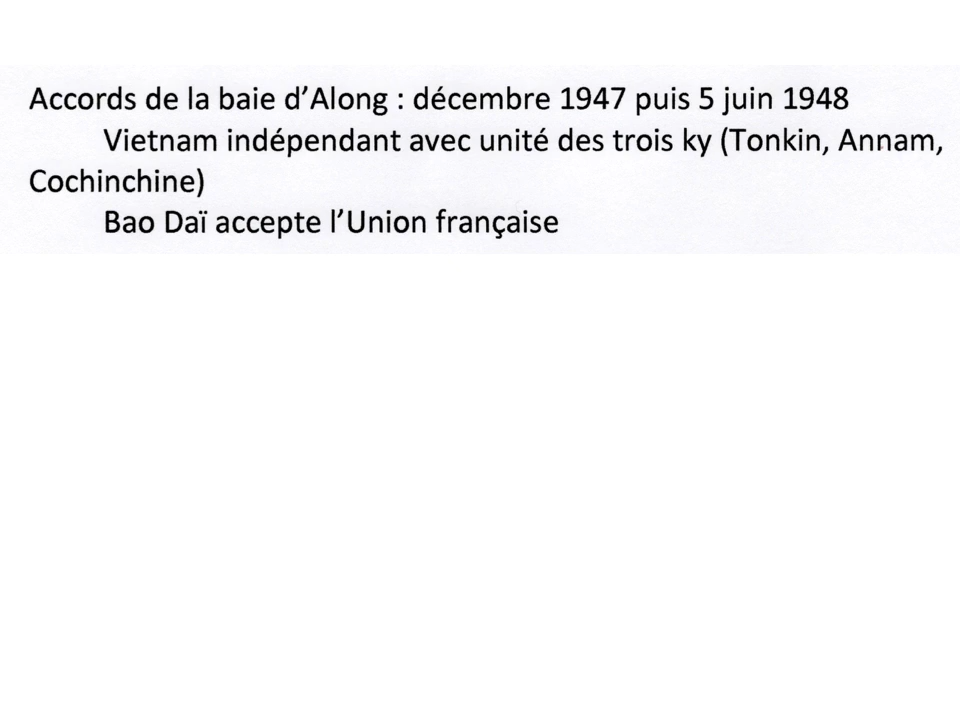 Accords de la baie d’Along : décembre 1947 puis 5 juin 1948
Vietnam indépendant avec unité des trois ky (Tonkin, Annam,
Cochinchine)
Bao Daï accepte l’Union française